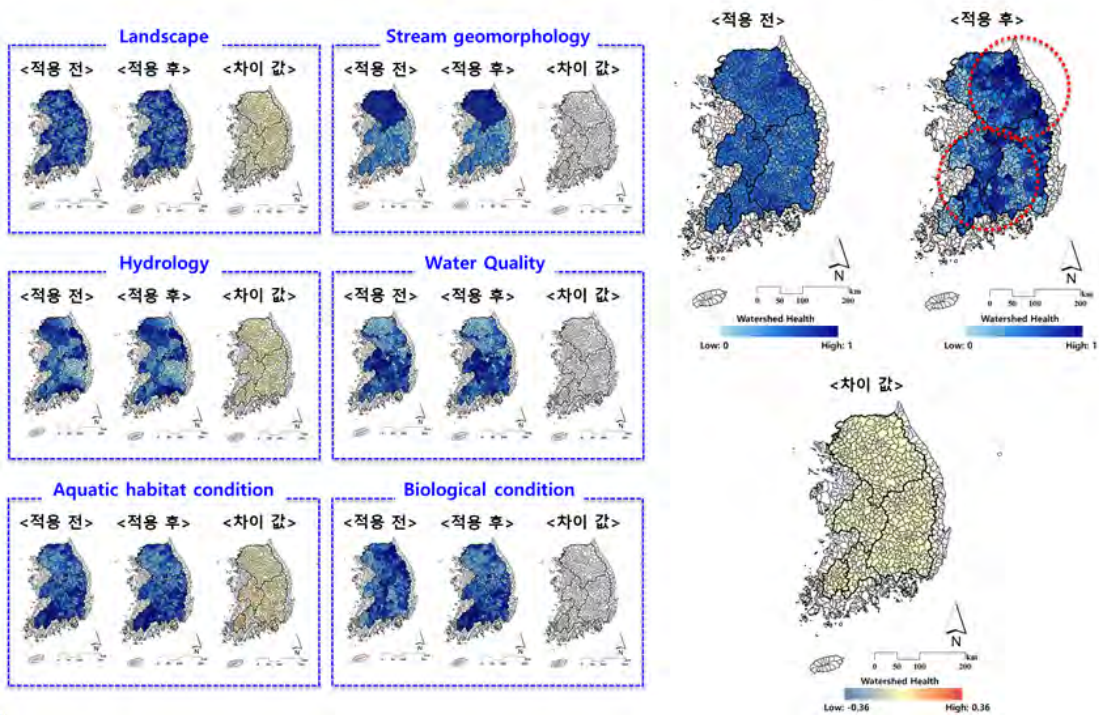 Landscape
<적용 전> <적용 후> <차이 값>
Stream geomorphology
<적용 전> <적용 후> <차이 값>
Hydrology
<적용 전> <적용 후> <차이 값>
Water Quality
<적용 전> <적용 후> <차이 값>
Aquatic habitat condition
<적용 전> <적용 후> <차이 값>
Biological condition
<적용 전> <적용 후> <차이 값>
<적용 전>
N
0 50 100 200
km
Watershed Health
Low: 0 High: 1
<적용 후>
N
0 50 100 200
km
Watershed Health
Low: 0 High: 1
<차이 값>
N
0 50 100 200
km
Watershed Health
Low: -0.36 High: 0.36